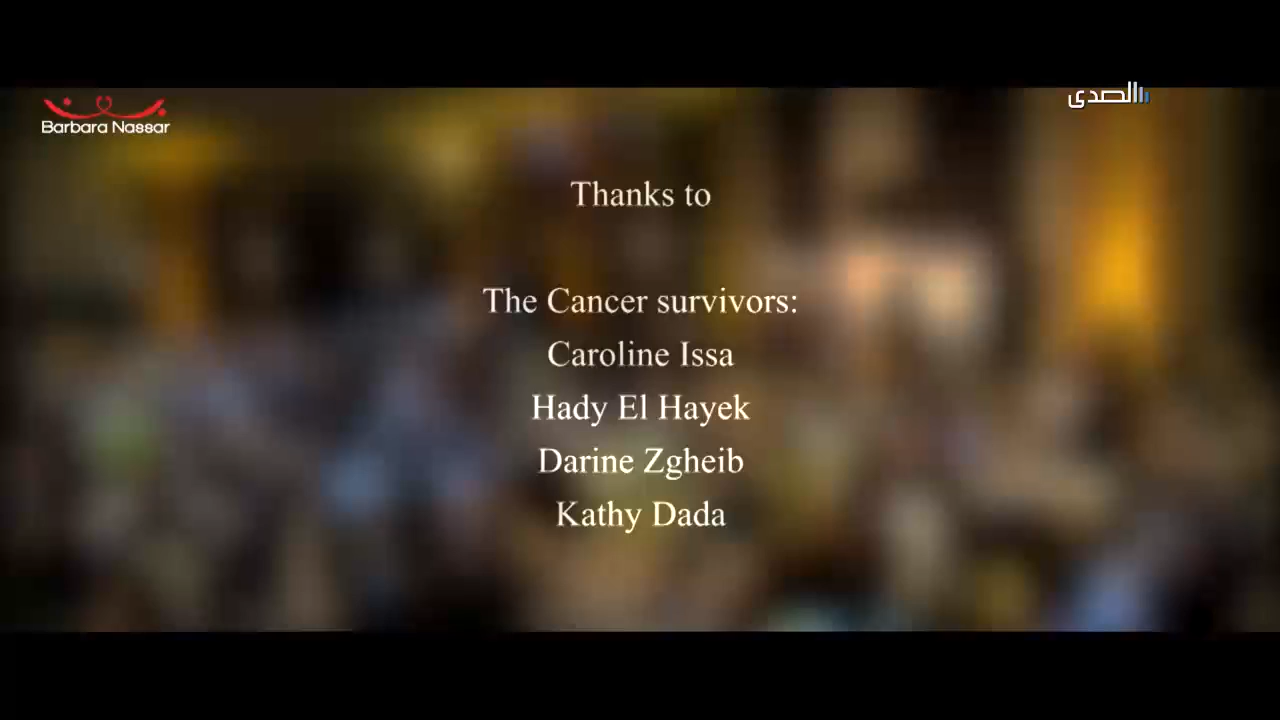 Barbara Nassar
الصدى
Thanks to
The Cancer survivors:
Caroline Issa
Hady El Hayek
Darine Zgheib
Kathy Dada